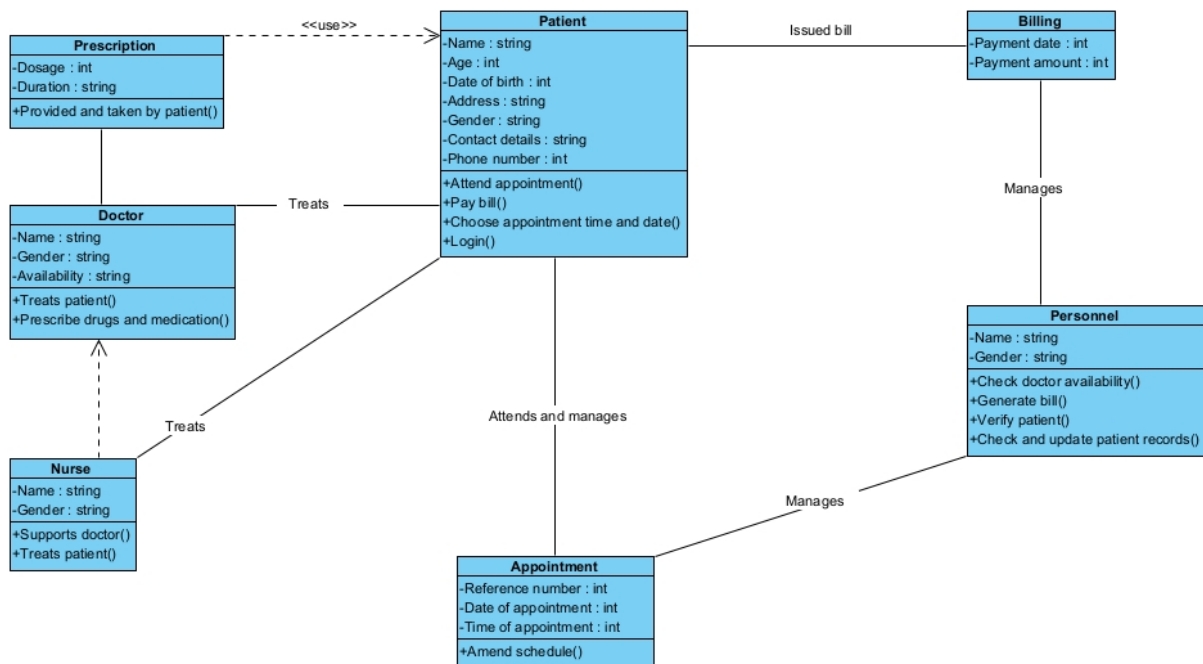 <<use>>
Prescription
-Dosage : int
-Duration : string
+Provided and taken by patient()
Patient
-Name : string
-Age : int
-Date of birth : int
-Address : string
-Gender : string
-Contact details : string
-Phone number : int
+Attend appointment()
+Pay bill()
+Choose appointment time and date()
+Login()
Issued bill
Billing
-Payment date : int
-Payment amount : int
Manages
Treats
Doctor
-Name : string
-Gender : string
-Availability : string
+Treats patient()
+Prescribe drugs and medication()
Personnel
-Name : string
-Gender : string
+Check doctor availability()
+Generate bill()
+Verify patient()
+Check and update patient records()
Attends and manages
Treats
Nurse
-Name : string
-Gender : string
+Supports doctor()
+Treats patient()
Manages
Appointment
-Reference number : int
-Date of appointment : int
-Time of appointment : int
+Amend schedule()